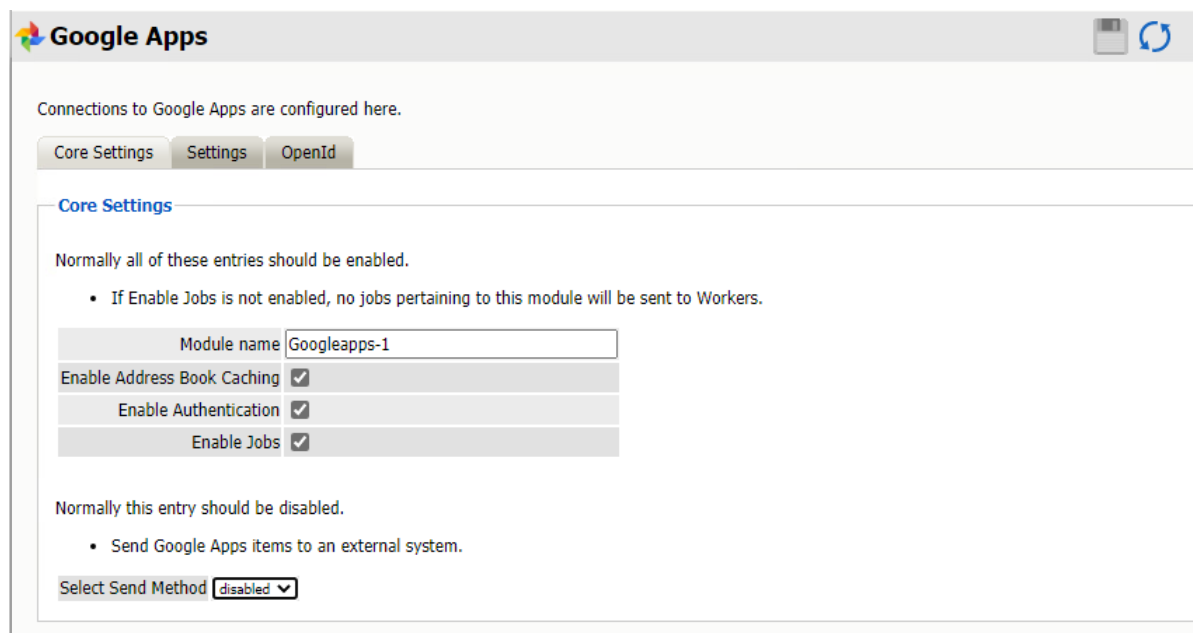 Google Apps
Connections to Google Apps are configured here.
Core Settings Settings OpenId
Core Settings
Normally all of these entries should be enabled.
• If Enable Jobs is not enabled, no jobs pertaining to this module will be sent to Workers.
Module name Googleapps-1
Enable Address Book Caching
Enable Authentication
Enable Jobs
Normally this entry should be disabled.
• Send Google Apps items to an external system.
Select Send Method disabled